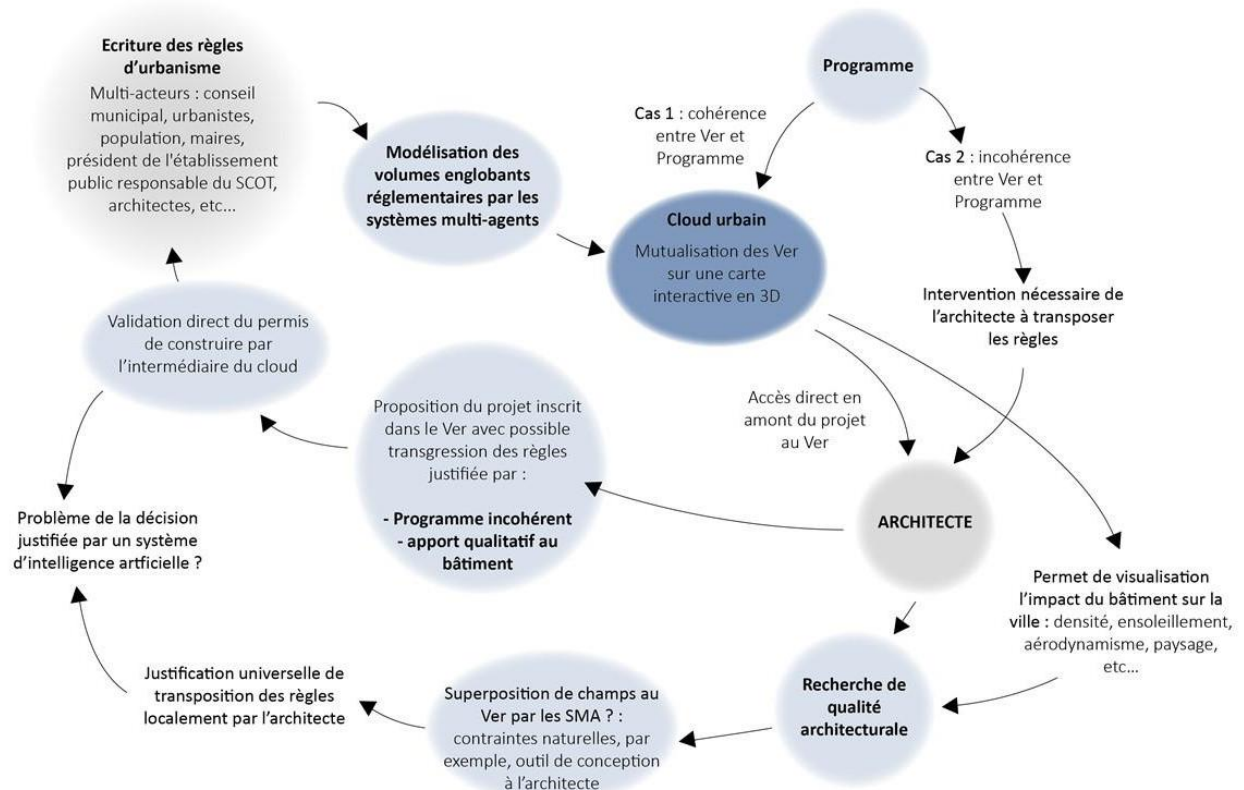 Ecriture des règles
d'urbanisme
Multi-acteurs : conseil
municipal, urbanistes,
population, maires,
président de l'établissement
public responsable du SCOT,
architectes, etc...
Modélisation des
volumes englobants
réglementaires par les
systèmes multi-agents
Programme
Cas 1 : cohérence
entre Ver et
Programme
Cas 2 : incohérence
entre Ver et
Programme
Cloud urbain
Mutualisation des Ver
sur une carte
interactive en 3D
Intervention nécessaire de
l'architecte à transposer
les règles
Validation direct du permis
de construire par
l'intermédiaire du cloud
Accès direct en
amont du projet
au Ver
Proposition du projet inscrit
dans le Ver avec possible
transgression des règles
justifiée par :
- Programme incohérent
- apport qualitatif au
bâtiment
ARCHITECTE
Problème de la décision
justifiée par un système
d'intelligence artficielle ?
Permet de visualisation
l'impact du bâtiment sur la
ville : densité, ensoleillement,
aérodynamisme, paysage,
etc...
Recherche de
qualité
architecturale
Superposition de champs au
Ver par les SMA ? :
contraintes naturelles, par
exemple, outil de conception
à l'architecte
Justification universelle de
transposition des règles
localement par l'architecte